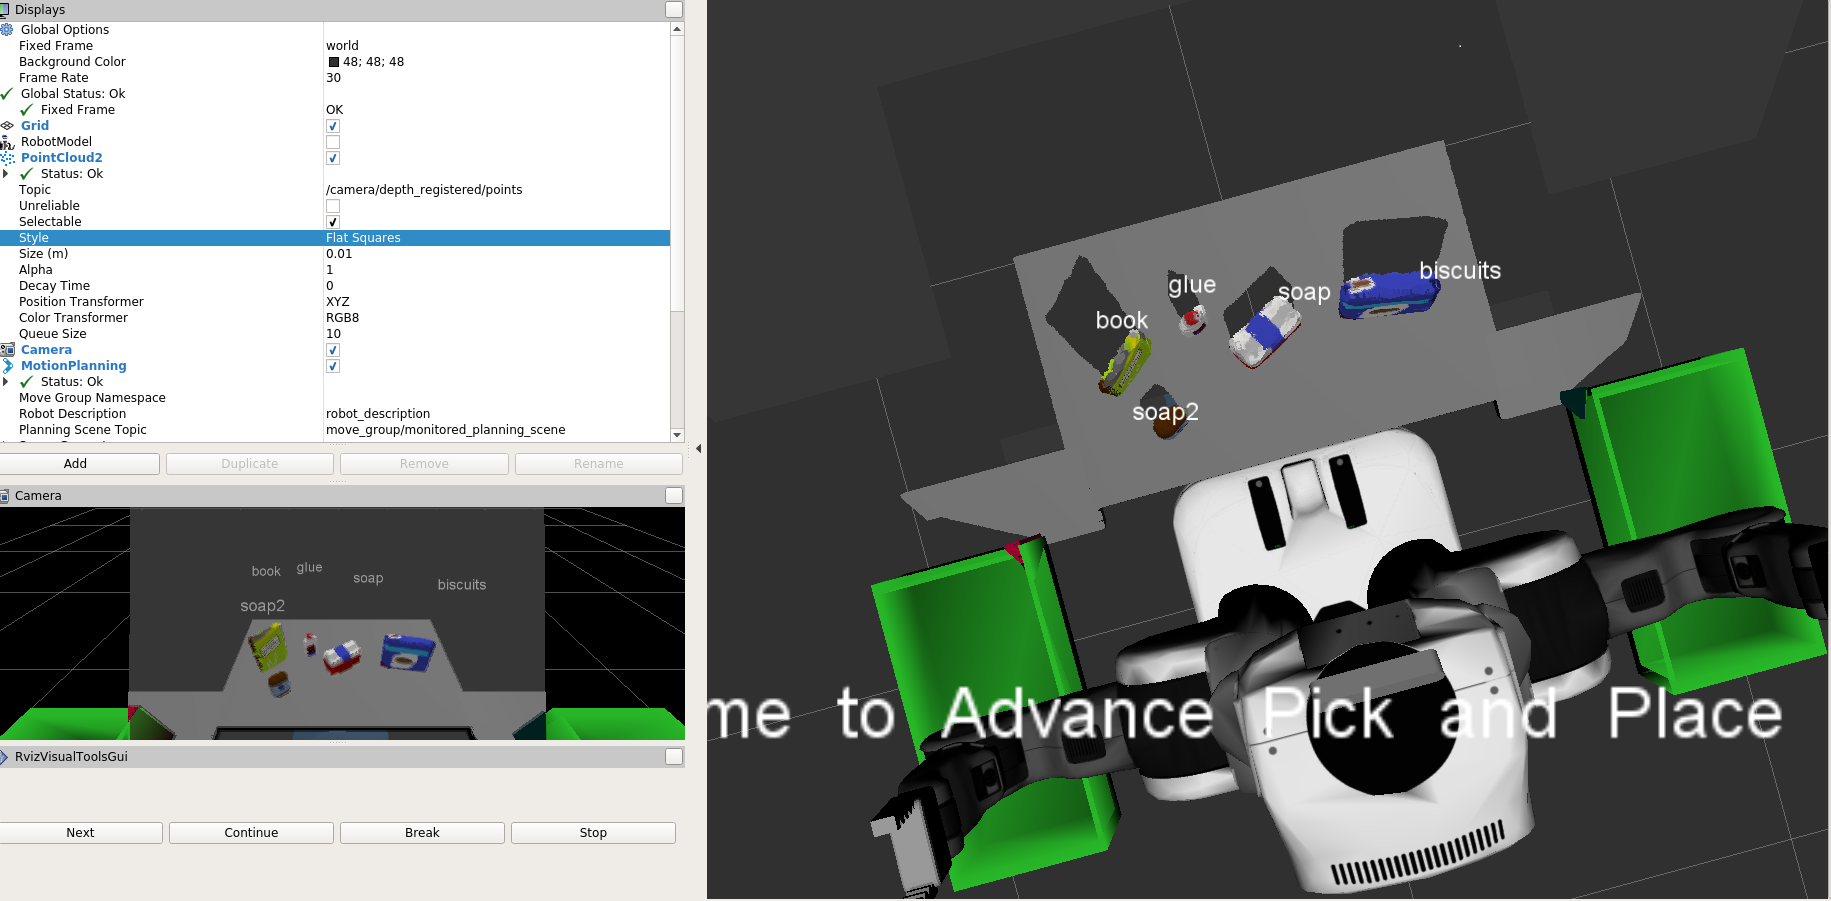 Displays
Global Options
Fixed Frame world
Background Color 48; 48; 48
Frame Rate 30
Global Status: Ok
Fixed Frame OK
Grid
RobotModel
PointCloud2
Status: Ok
Topic /camera/depth_registered/points
Unreliable
Selectable
Style Flat Squares
Size (m) 0.01
Alpha 1
Decay Time 0
Position Transformer XYZ
Color Transformer RGB8
Queue Size 10
Camera
MotionPlanning
Status: Ok
Move Group Namespace
Robot Description robot_description
Planning Scene Topic move_group/monitored_planning_scene
Add Duplicate Remove Rename
Camera
book glue soap biscuits
soap2
RvizVisualToolsGui
Next Continue Break Stop
biscuits
glue
soap
book
soap2
me to Advance Pick and Place